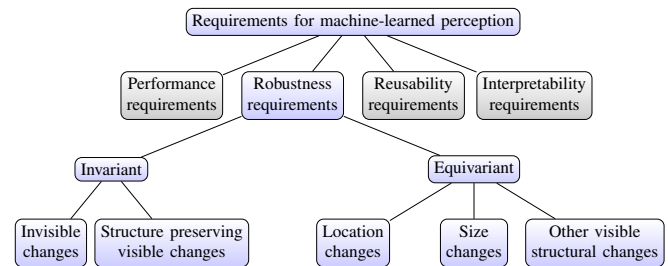 Requirements for machine-learned perception
Performance
requirements
Robustness
requirements
Reusability
requirements
Interpretability
requirements
Invariant
Equivariant
Invisible
changes
Structure preserving
visible changes
Location
changes
Size
changes
Other visible
structural changes